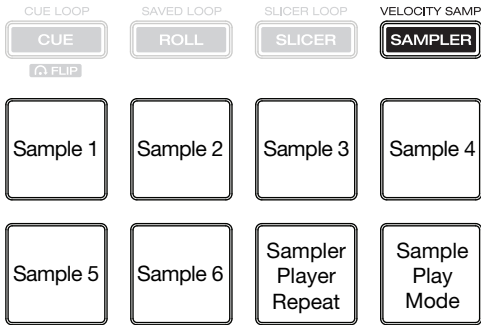 CUE LOOP SAVED LOOP SLICER LOOP VELOCITY SAMP
CUE ROLL SLICER SAMPLER
FLIP
Sample 1 Sample 2 Sample 3 Sample 4
Sample 5 Sample 6 Sampler Player Repeat Sample Play Mode